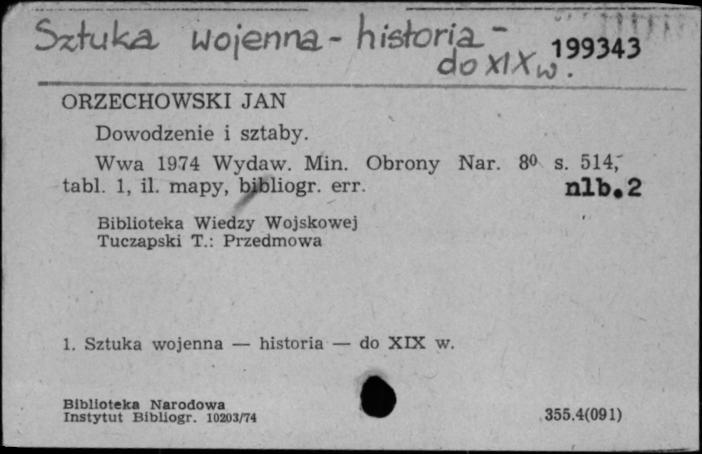 Sztuka wojenna - historia -
do XIX w.
199343
ORZECHOWSKI JAN
Dowodzenie i sztaby.
Wwa 1974 Wydaw. Min. Obrony Nar. 8⁰ s. 514,
tabl. 1, il. mapy, bibliogr. err.
nlb.2
Biblioteka Wiedzy Wojskowej
Tuczapski T.: Przedmowa
1. Sztuka wojenna — historia — do XIX w.
Biblioteka Narodowa
Instytut Bibliogr. 10203/74
355.4(091)